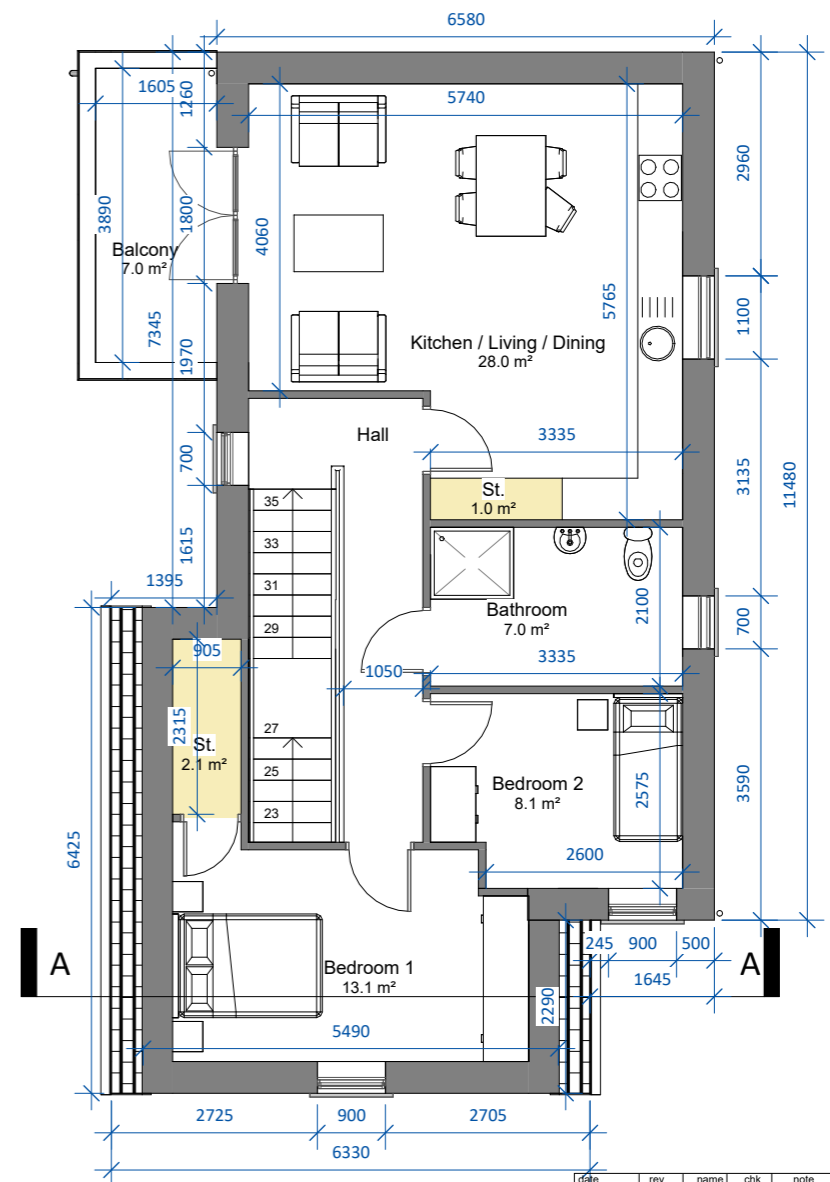 6580
1605
1260
5740
2960
3890
1800
4060
Balcony
7.0 m²
5765
1100
7345
1970
Kitchen / Living / Dining
28.0 m²
Hall
3335
700
St.
1.0 m²
3135
11480
35
33
31
29
1615
1395
Bathroom
7.0 m²
2100
700
905
1050
3335
2315
St.
2.1 m²
27
25
23
Bedroom 2
8.1 m²
2575
3590
2600
6425
A
Bedroom 1
13.1 m²
245
900
500
A
1645
2290
5490
2725
900
2705
6330
date
rev
name
chk
note